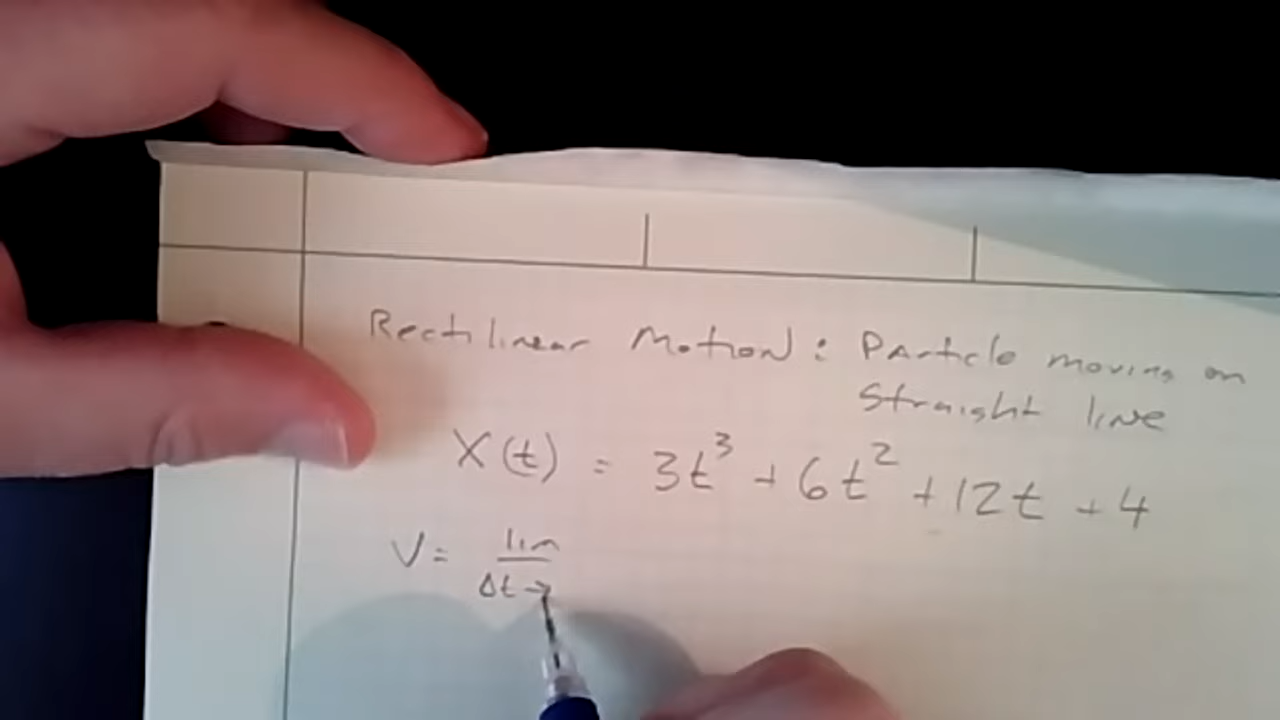 Rectilinear Motion: Particle moving on
straight line
X(t) = 3t³ + 6t² + 12t + 4
V = lim
Δt →